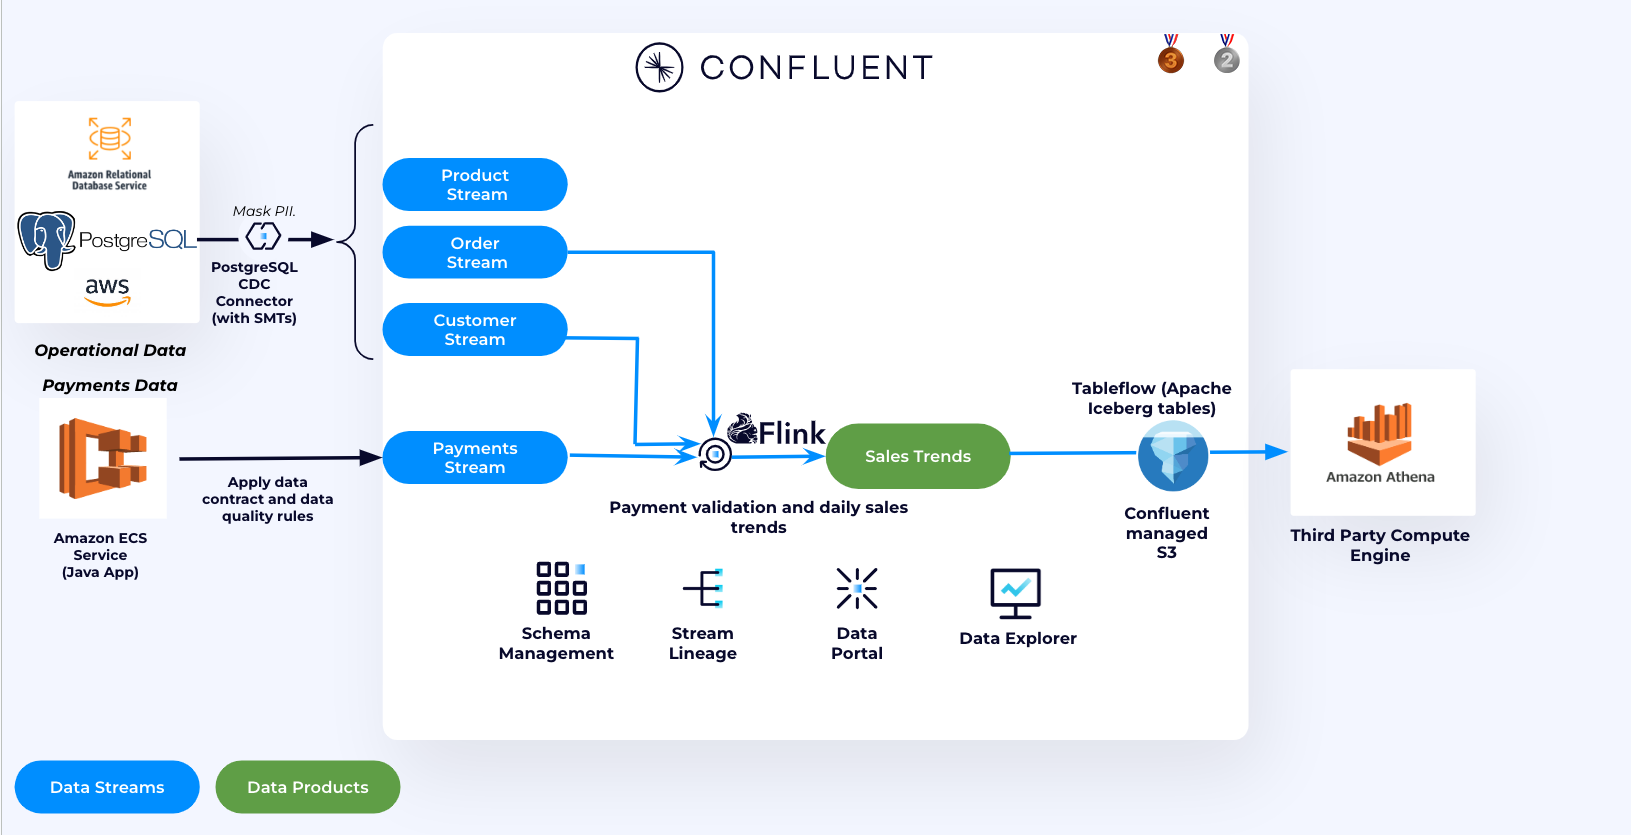 CONFLUENT
3
2
Amazon Relational
Database Service
PostgreSQL
aws
Operational Data
Mask PII.
PostgreSQL
CDC
Connector
(with SMTs)
Product
Stream
Order
Stream
Customer
Stream
Payments Data
Amazon ECS
Service
(Java App)
Apply data
contract and data
quality rules
Payments
Stream
Flink
Payment validation and daily sales
trends
Sales Trends
Tableflow (Apache
Iceberg tables)
Confluent
managed
S3
Amazon Athena
Third Party Compute
Engine
Schema
Management
Stream
Lineage
Data
Portal
Data Explorer
Data Streams
Data Products